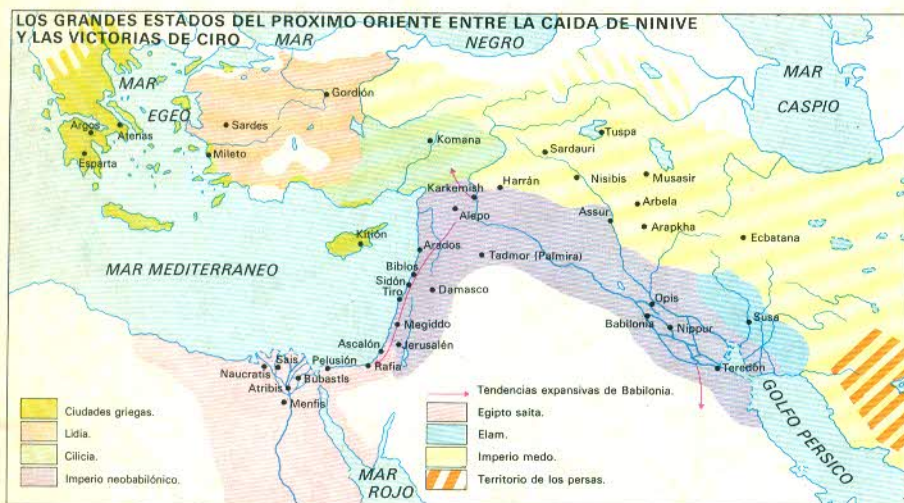 LOS GRANDES ESTADOS DEL PROXIMO ORIENTE ENTRE LA CAIDA DE NINIVE
Y LAS VICTORIAS DE CIRO
MAR
NEGRO
MAR
EGEO
MAR
CASPIO
Gordión
Sardes
Argos
Atenas
Esparta
Mileto
Komana
Tuspa
Sardauri
Nisibis
Musasir
Karkemish
Harrán
Arbela
Alepo
Assur
Arapkha
Ecbatana
Kition
Arados
MAR MEDITERRANEO
Biblos
Tadmor (Palmira)
Sidón
Tiro
Damasco
Opis
Susa
Megiddo
Babilonia
Nippur
Ascalón
Jerusalén
Sais
Pelusión
Rafia
Teredón
Naucratis
Bubastis
Atribis
Menfis
GOLFO PERSICO
MAR
ROJO
Ciudades griegas.
Lidia.
Cilicia.
Imperio neobabilónico.
Tendencias expansivas de Babilonia.
Egipto saita.
Elam.
Imperio medo.
Territorio de los persas.